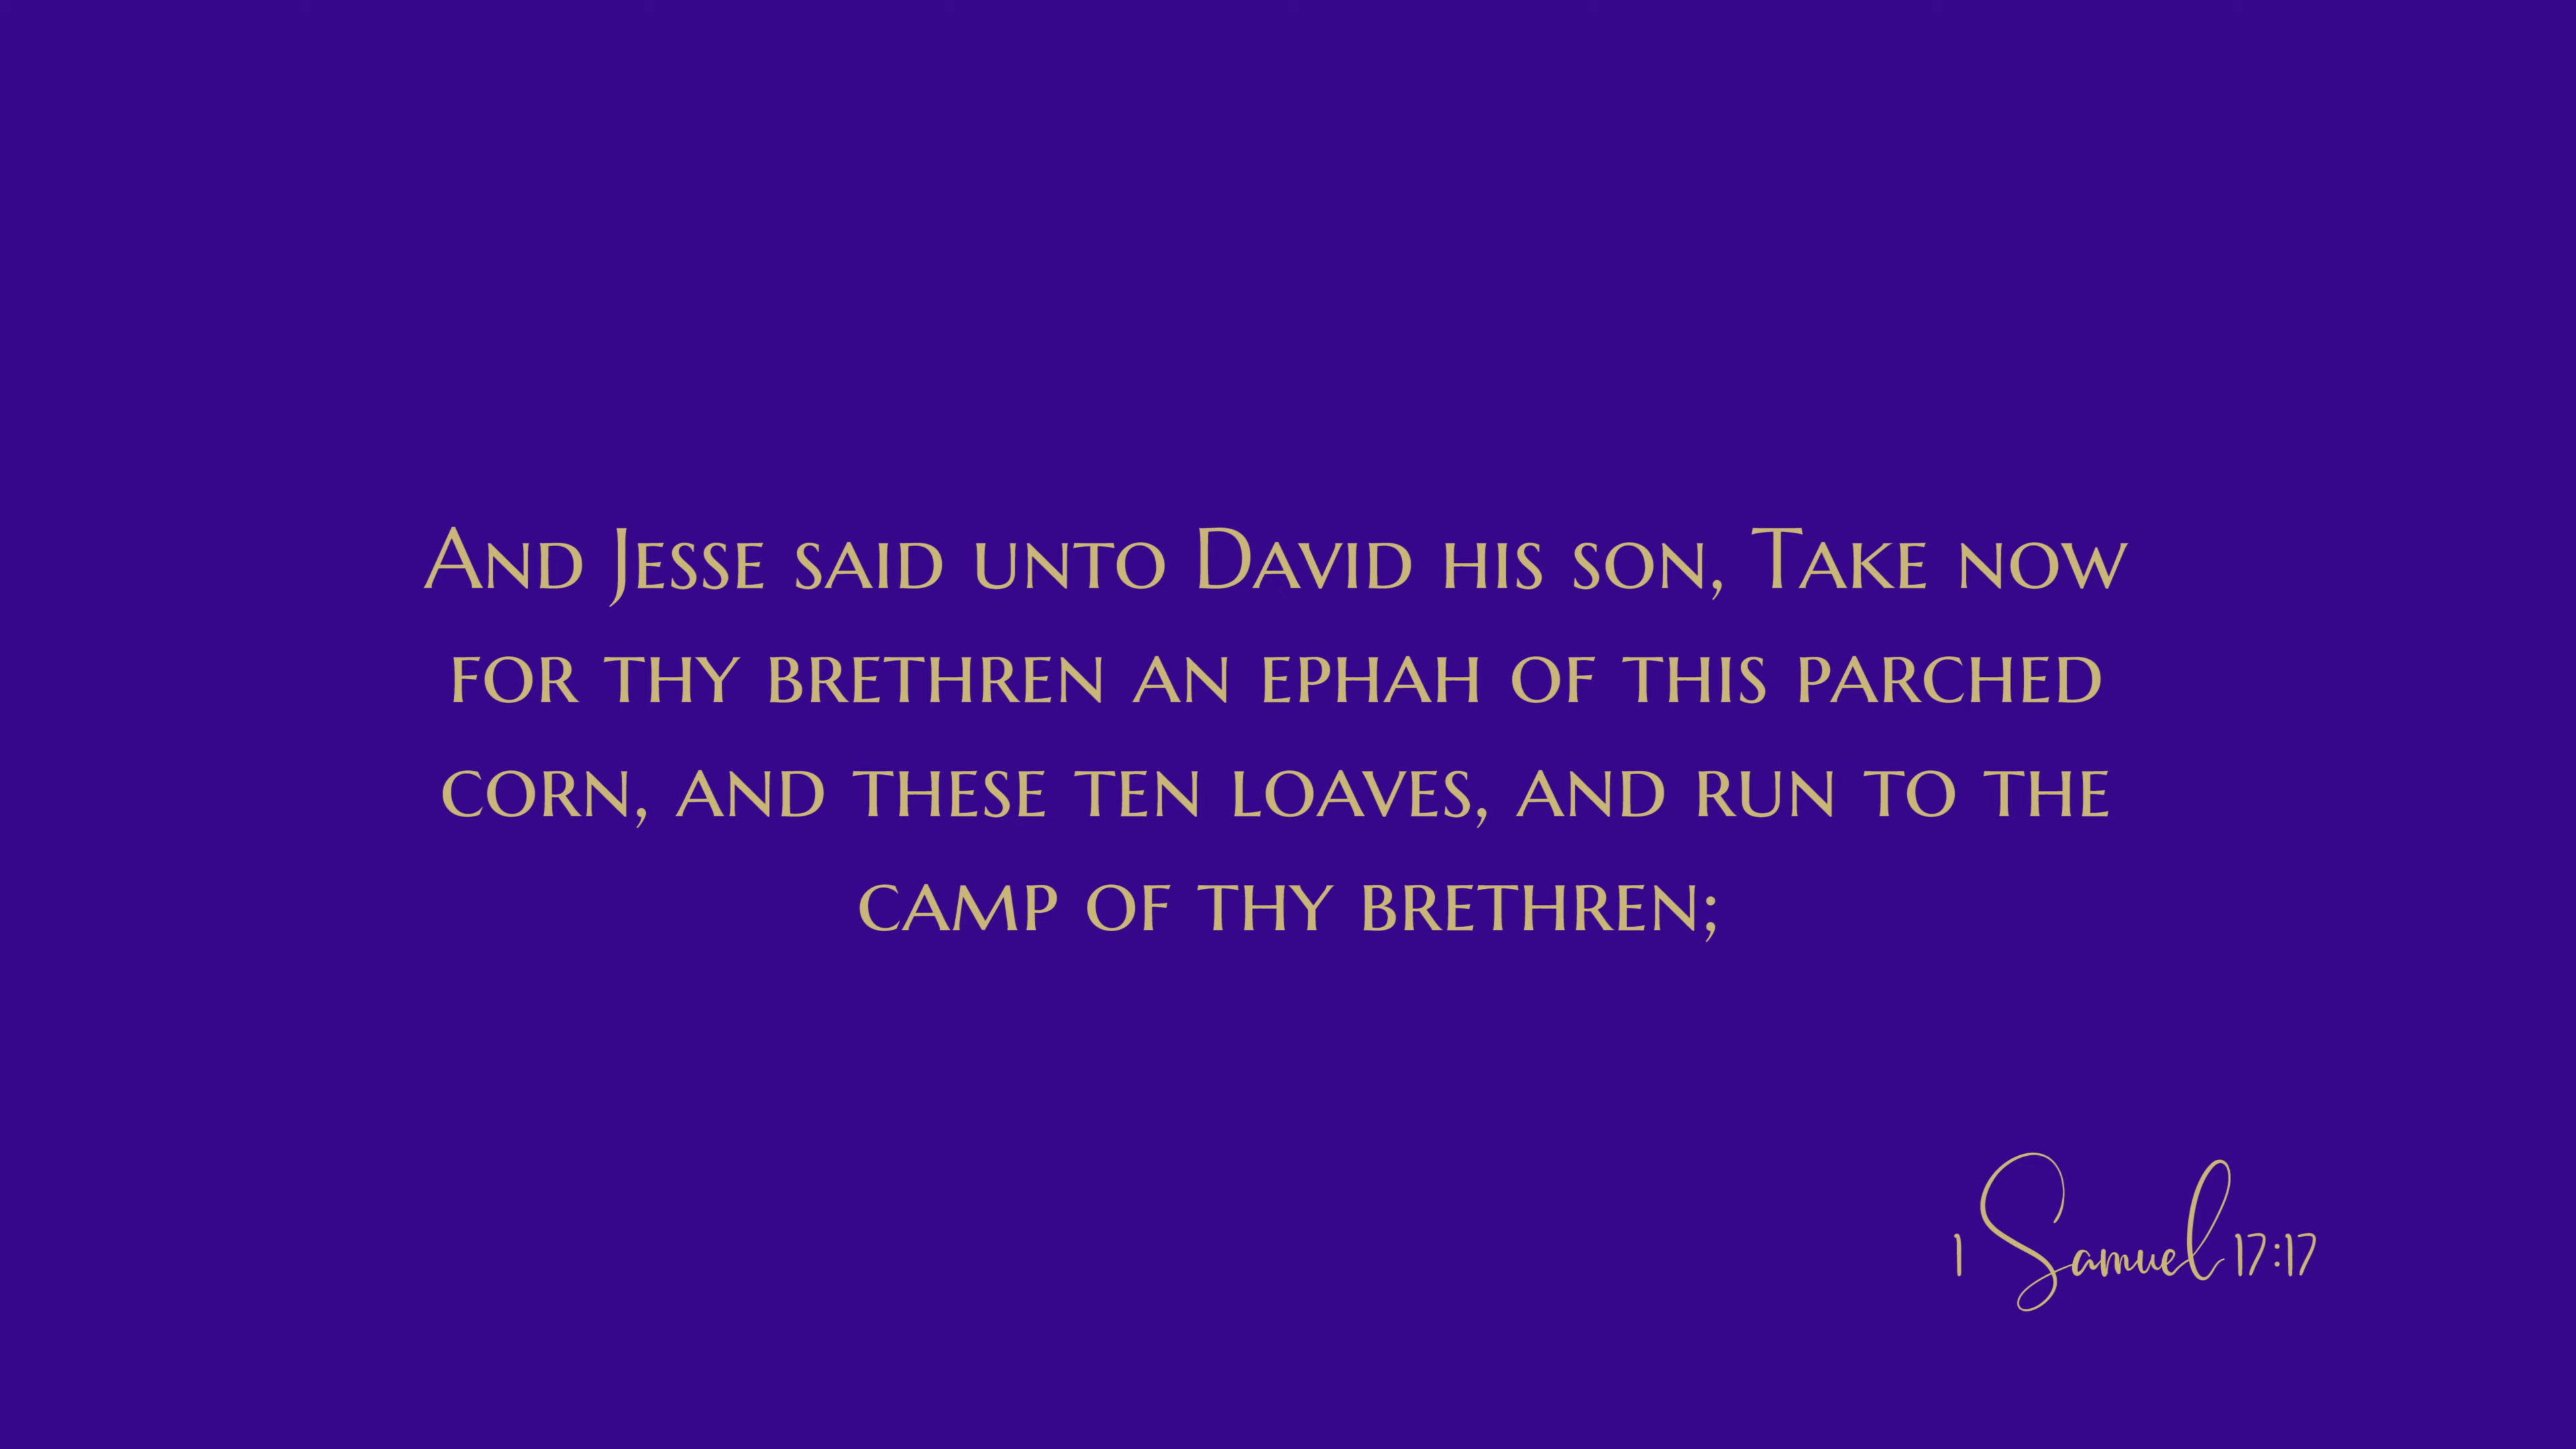 And Jesse said unto David his son, Take now
for thy brethren an ephah of this parched
corn, and these ten loaves, and run to the
camp of thy brethren;
1 Samuel 17:17